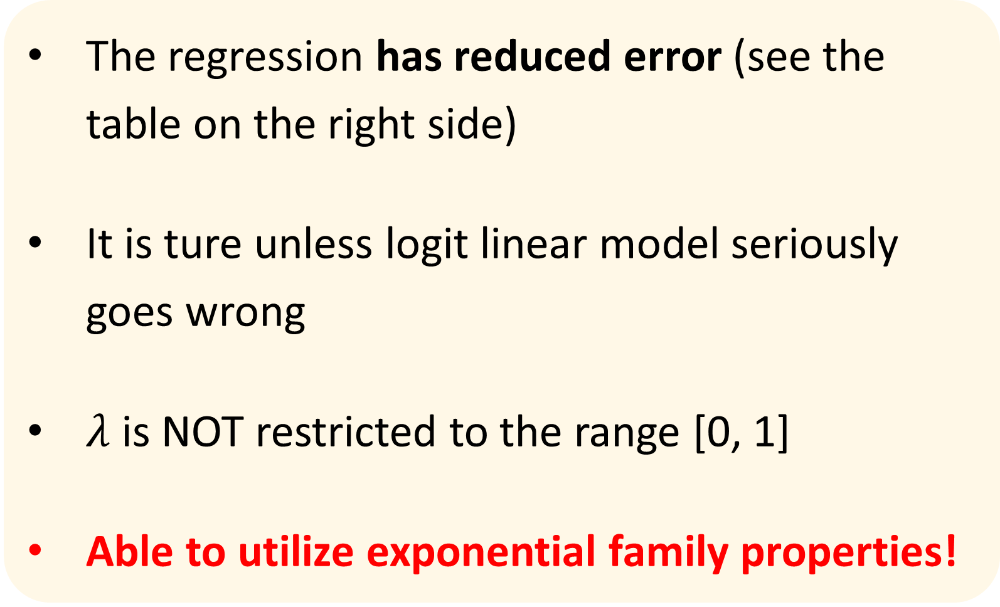 • The regression has reduced error (see the
table on the right side)
• It is ture unless logit linear model seriously
goes wrong
• λ is NOT restricted to the range [0, 1]
• Able to utilize exponential family properties!